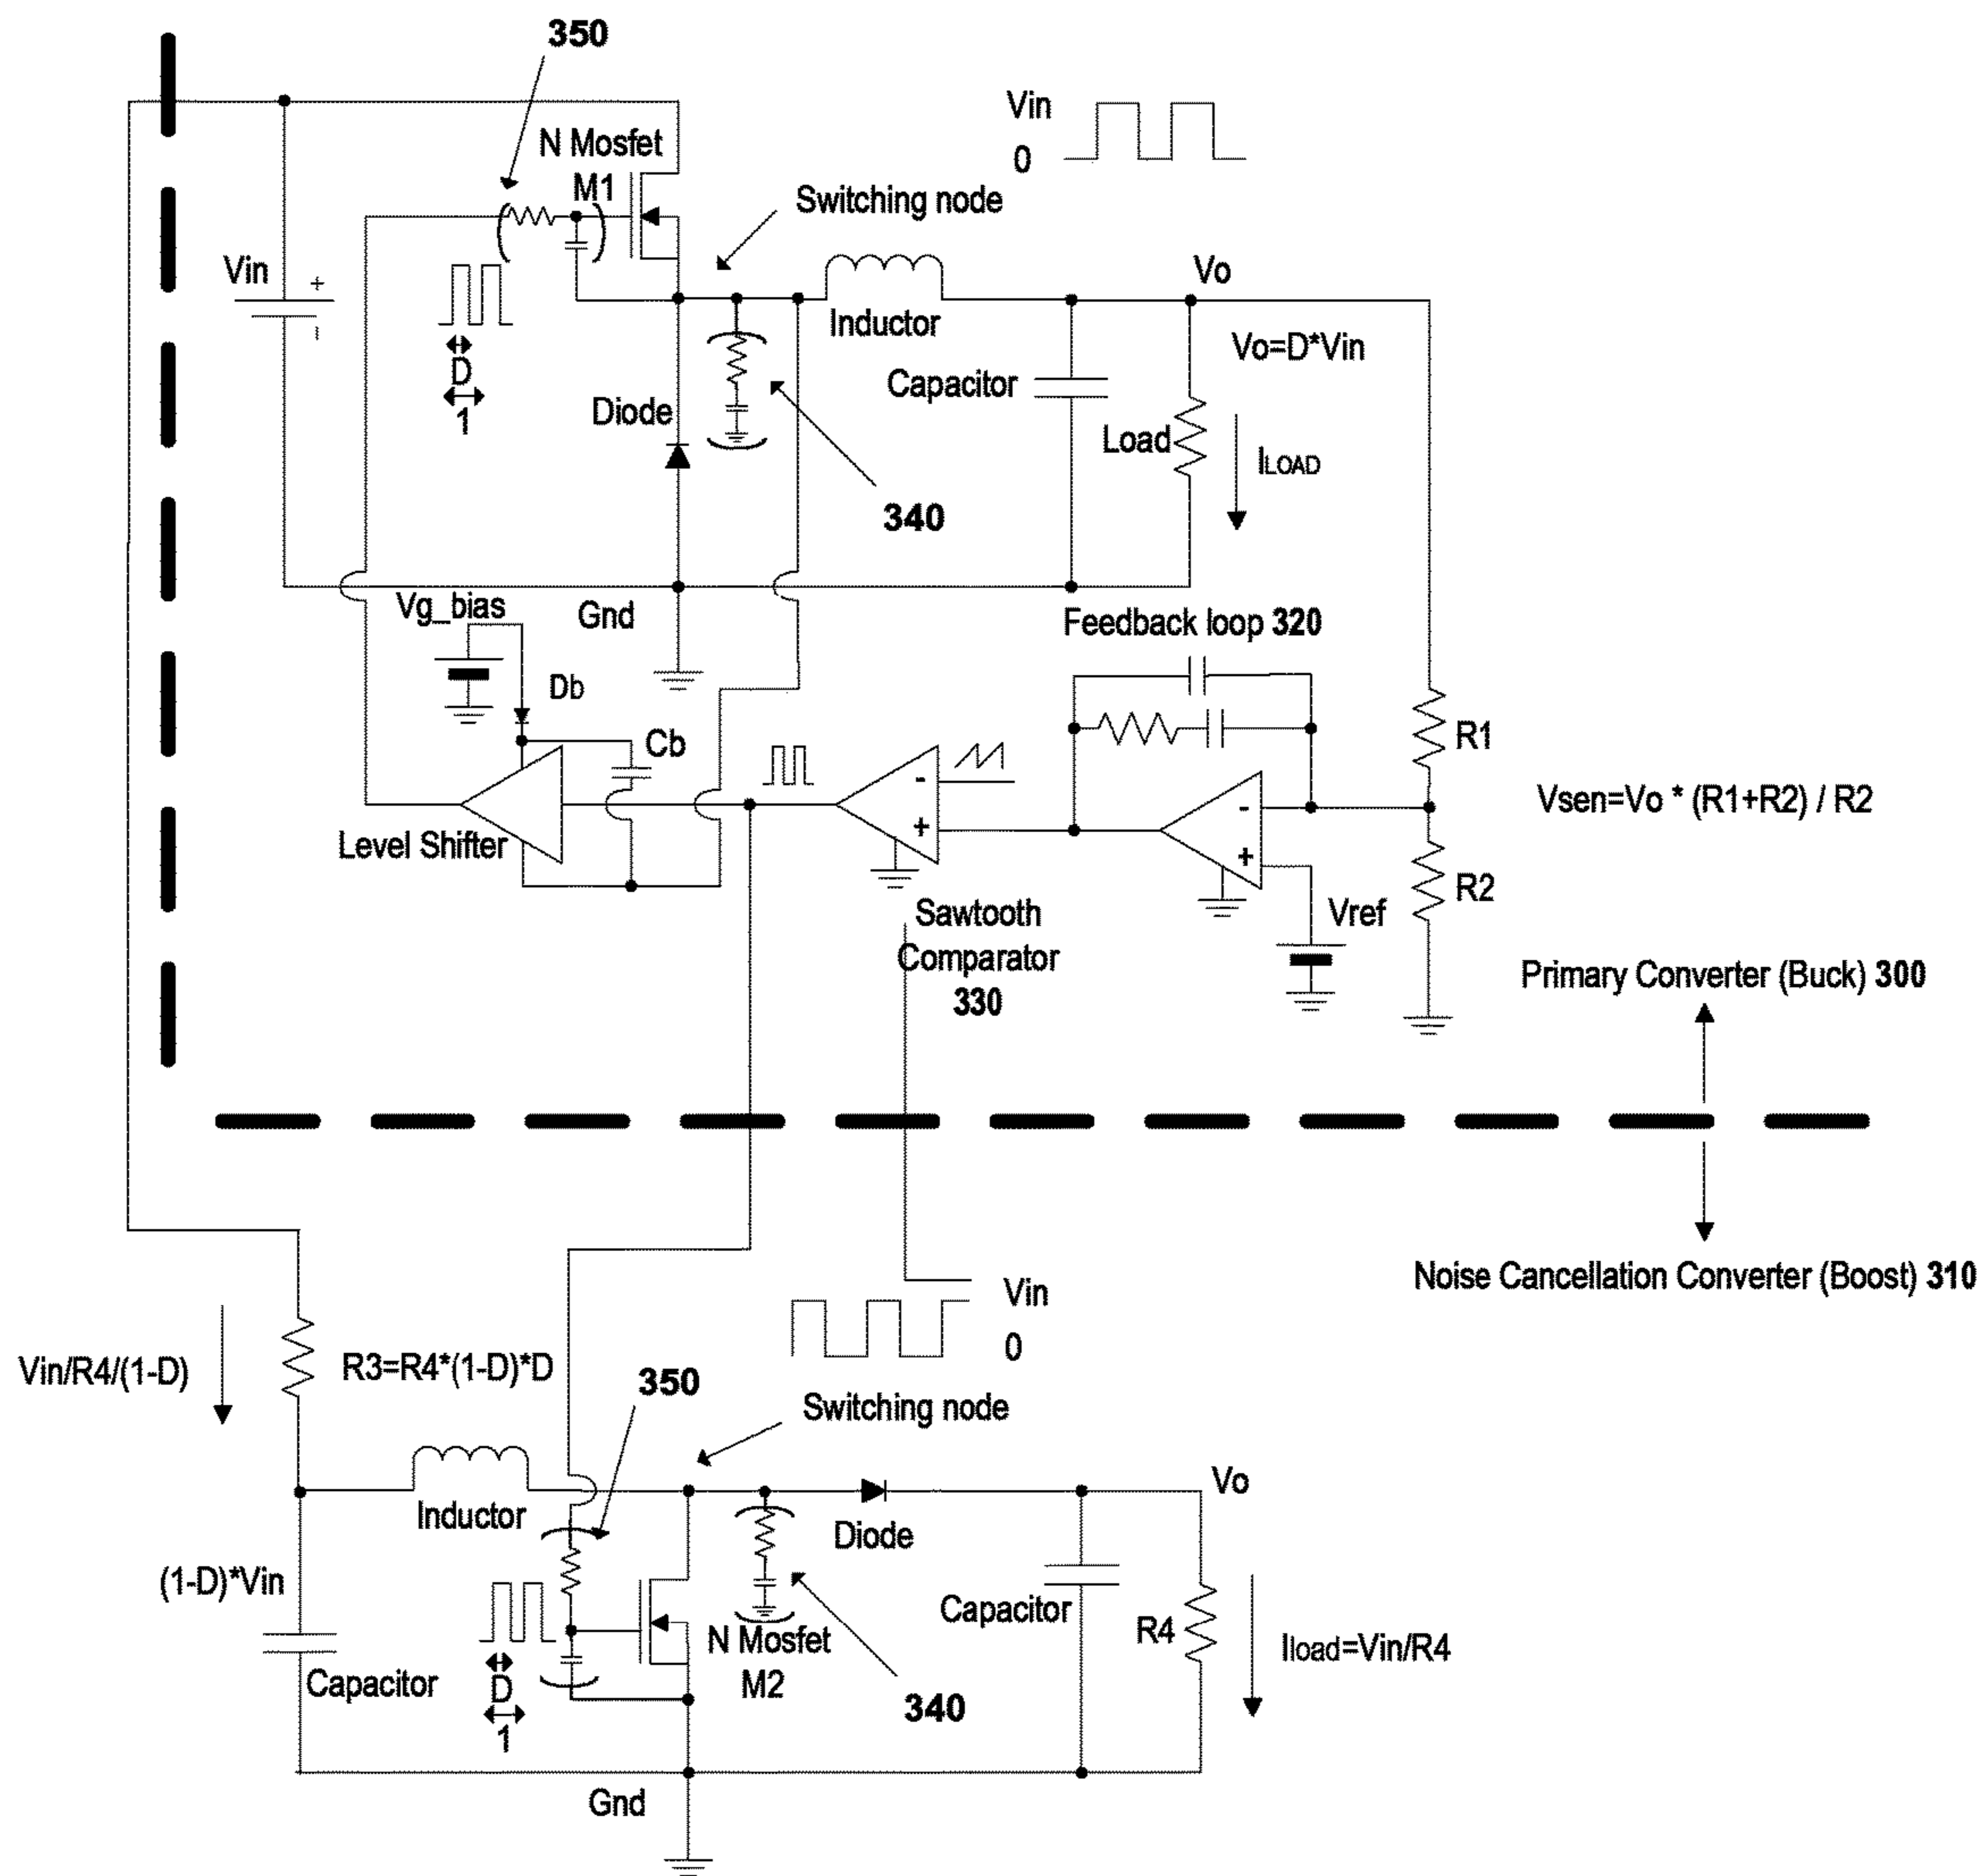 350
Vin
0
N Mosfet
M1
Switching node
Vin
+
-
D
1
Inductor
Vo
Vo=D*Vin
Diode
Capacitor
Load
ILOAD
340
Vg_bias
Gnd
Feedback loop 320
Db
Cb
R1
-
+
-
+
Vsen=Vo * (R1+R2) / R2
Level Shifter
R2
Sawtooth
Comparator
330
Vref
Primary Converter (Buck) 300
Noise Cancellation Converter (Boost) 310
Vin
0
Vin/R4/(1-D)
R3=R4*(1-D)*D
350
Switching node
Inductor
Vo
Diode
(1-D)*Vin
Capacitor
D
1
N Mosfet
M2
340
Capacitor
R4
Iload=Vin/R4
Gnd